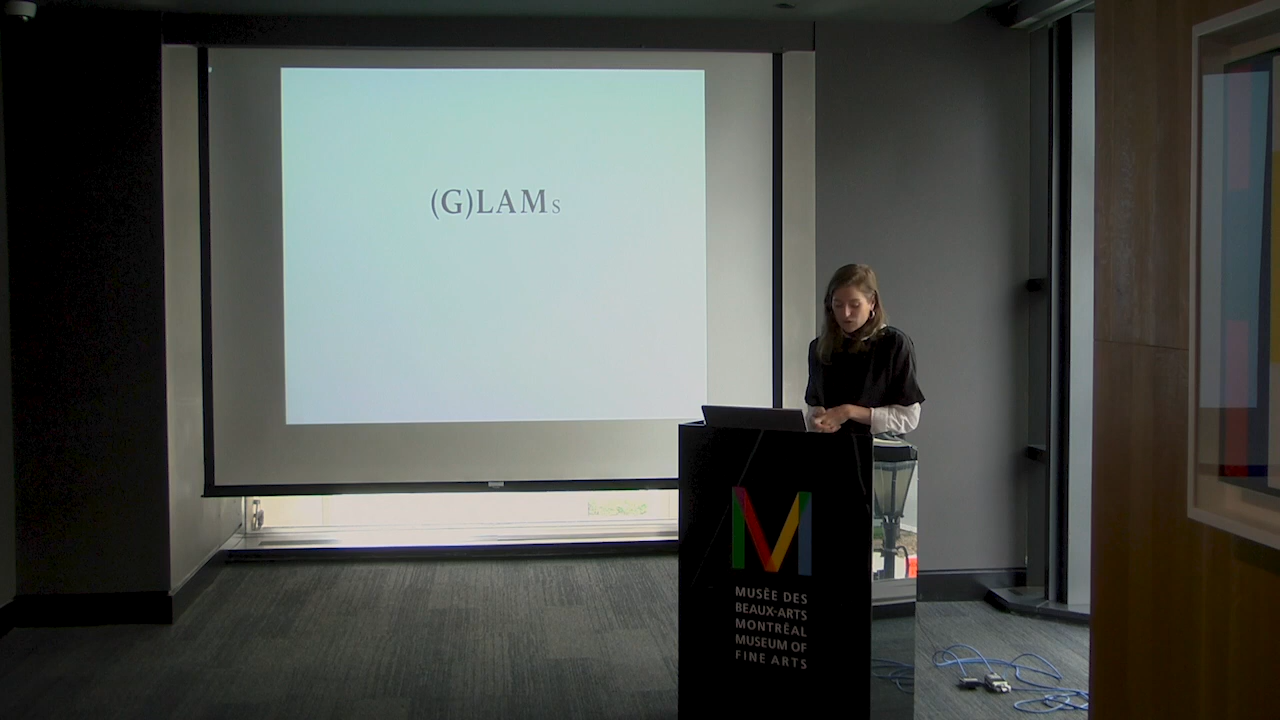 (G)LAMs
M
MUSÉE DES
BEAUX-ARTS
MONTRÉAL
MUSEUM OF
FINE ARTS